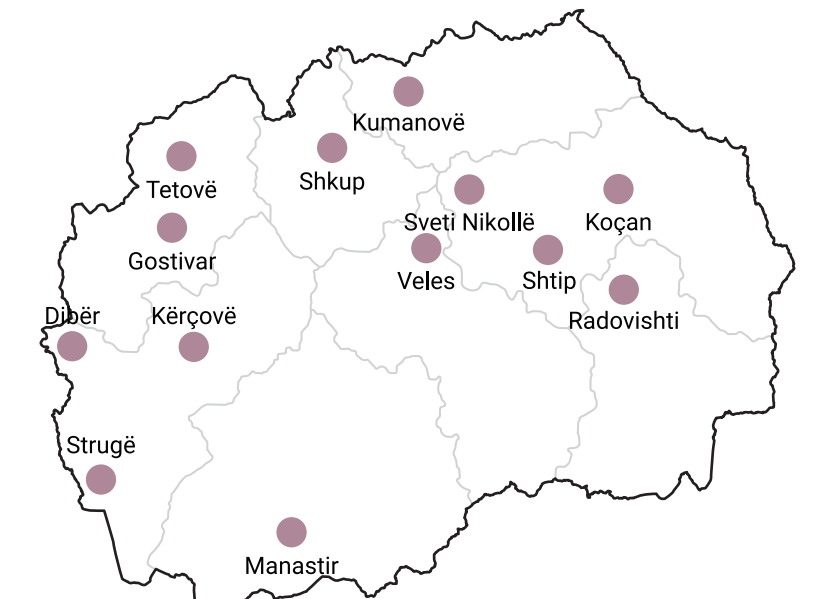 Kumanovë
Shkup
Tetovë
Sveti Nikollë
Koçan
Gostivar
Veles
Shtip
Radovishti
Dibër
Kërçovë
Strugë
Manastir